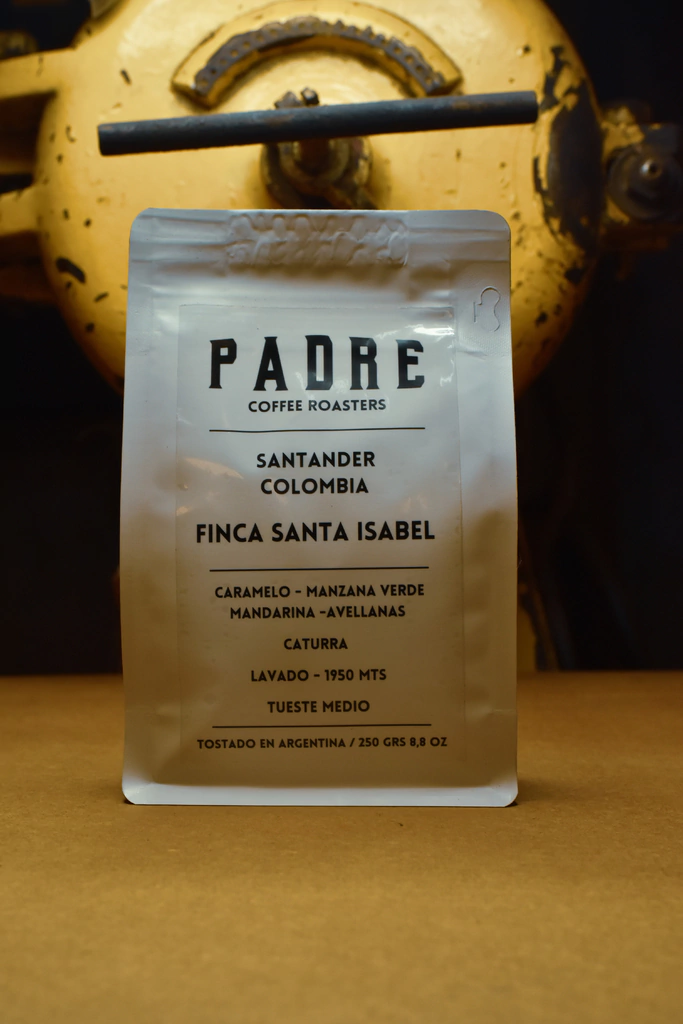 PADRE
COFFEE ROASTERS
SANTANDER
COLOMBIA
FINCA SANTA ISABEL
CARAMELO - MANZANA VERDE
MANDARINA -AVELLANAS
CATURRA
LAVADO - 1950 MTS
TUESTE MEDIO
TOSTADO EN ARGENTINA / 250 GRS 8,8 OZ